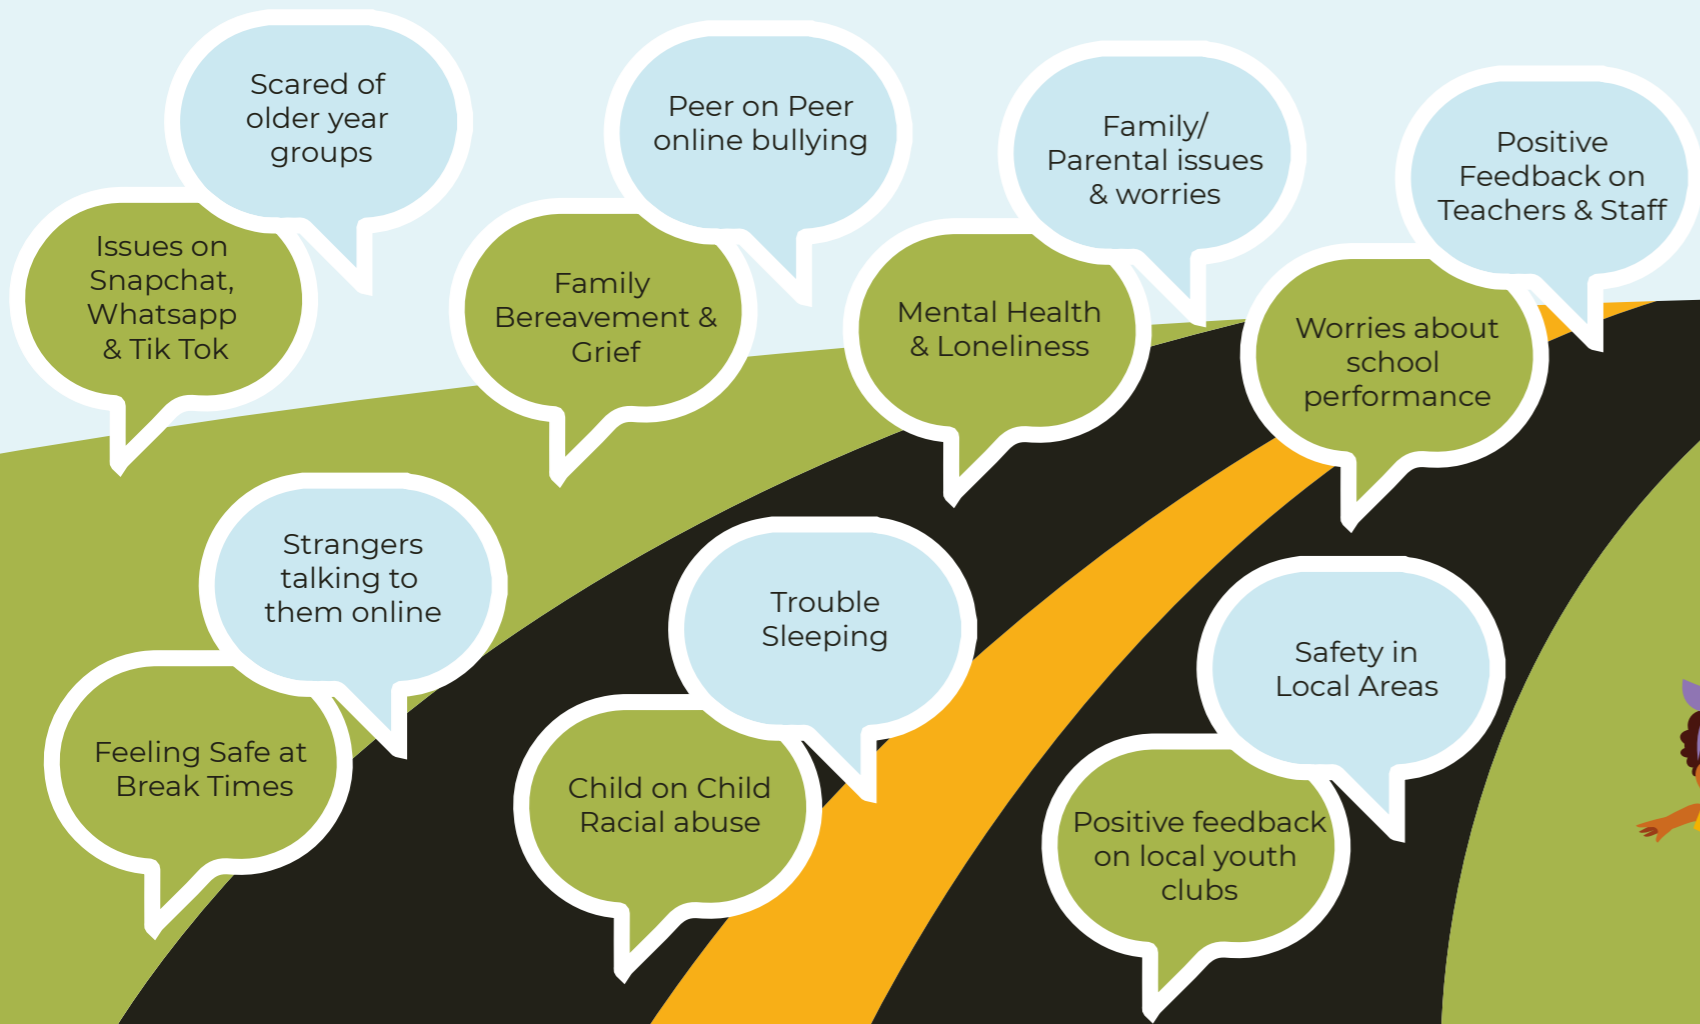 Scared of
older year
groups
Peer on Peer
online bullying
Family/
Parental issues
& worries
Positive
Feedback on
Teachers & Staff
Issues on
Snapchat,
Whatsapp
& Tik Tok
Family
Bereavement &
Grief
Mental Health
& Loneliness
Worries about
school
performance
Strangers
talking to
them online
Trouble
Sleeping
Safety in
Local Areas
Feeling Safe at
Break Times
Child on Child
Racial abuse
Positive feedback
on local youth
clubs